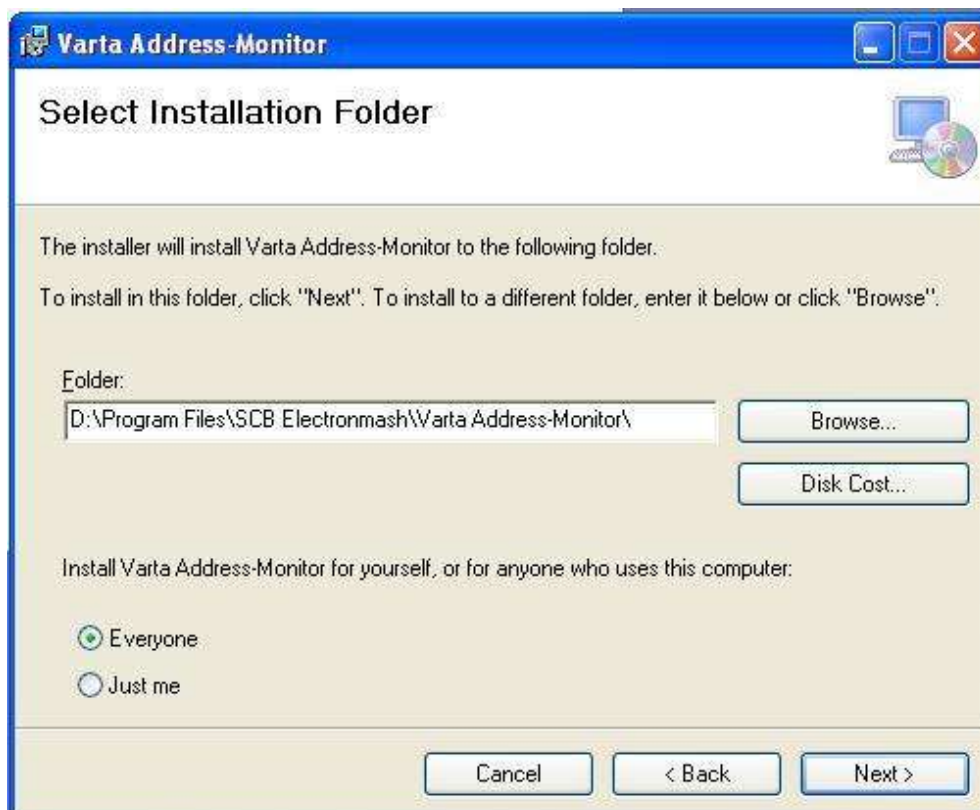 Varta Address-Monitor
Select Installation Folder
The installer will install Varta Address-Monitor to the following folder.
To install in this folder, click "Next". To install to a different folder, enter it below or click "Browse".
Folder:
D:\Program Files\SCB Electronmash\Varta Address-Monitor\
Browse...
Disk Cost...
Install Varta Address-Monitor for yourself, or for anyone who uses this computer:
Everyone
Just me
Cancel
< Back
Next >